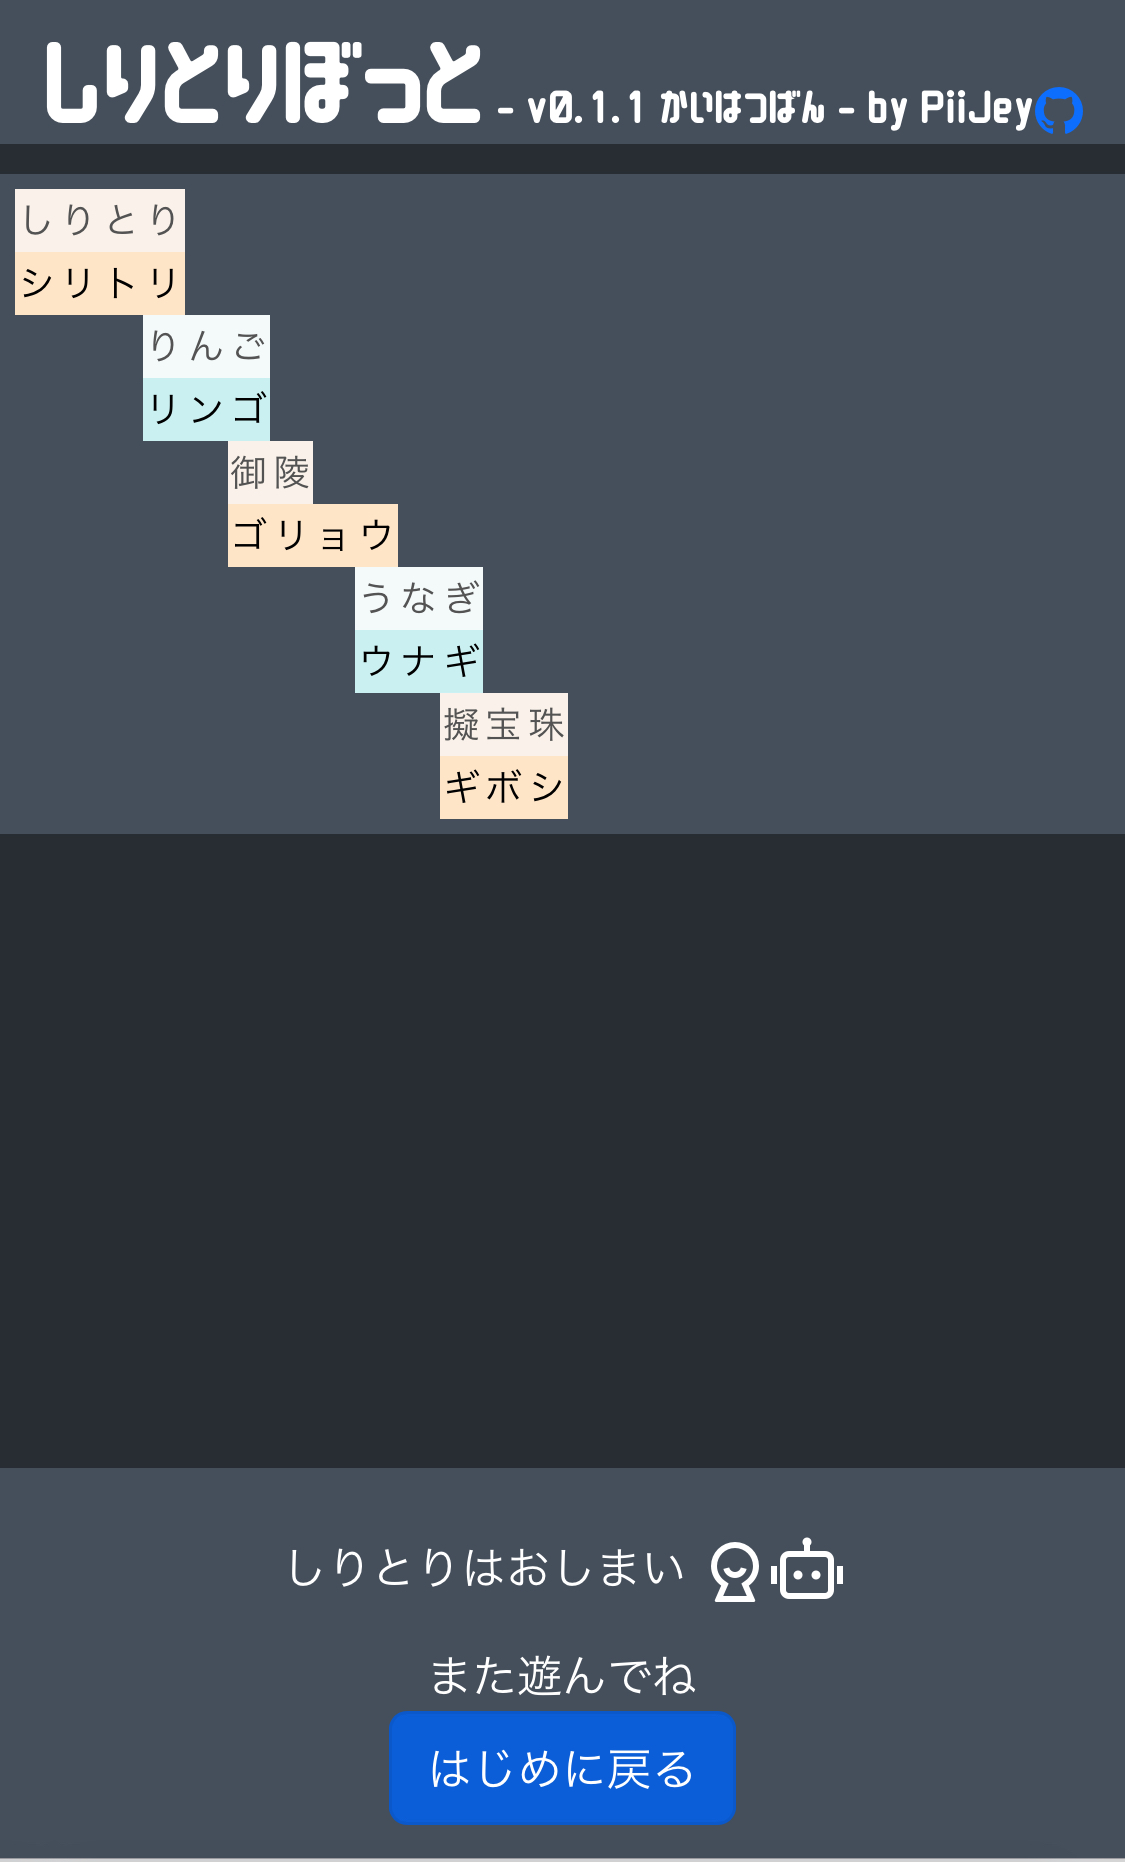 しりとりぼっと - v0.1.1 かいはつばん - by PiiJey
しりとり
シリトリ
りんご
リンゴ
御陵
ゴリョウ
うなぎ
ウナギ
擬宝珠
ギボシ
しりとりはおしまい
また遊んでね
はじめに戻る